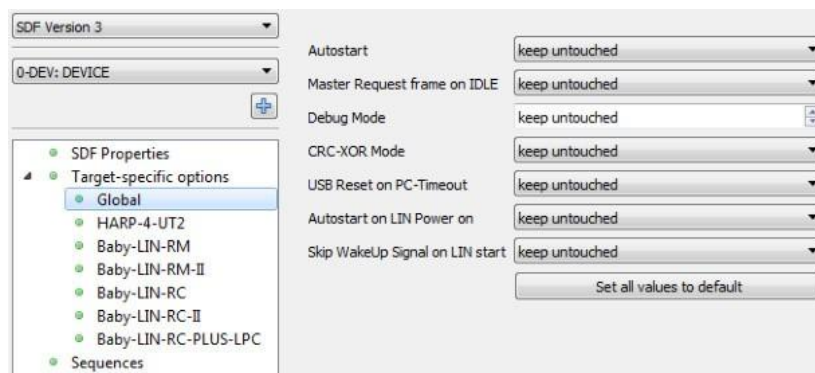 SDF Version 3
0-DEV: DEVICE
SDF Properties
Target-specific options
Global
HARP-4-UT2
Baby-LIN-RM
Baby-LIN-RM-II
Baby-LIN-RC
Baby-LIN-RC-II
Baby-LIN-RC-PLUS-LPC
Sequences
Autostart keep untouched
Master Request frame on IDLE keep untouched
Debug Mode keep untouched
CRC-XOR Mode keep untouched
USB Reset on PC-Timeout keep untouched
Autostart on LIN Power on keep untouched
Skip WakeUp Signal on LIN start keep untouched
Set all values to default